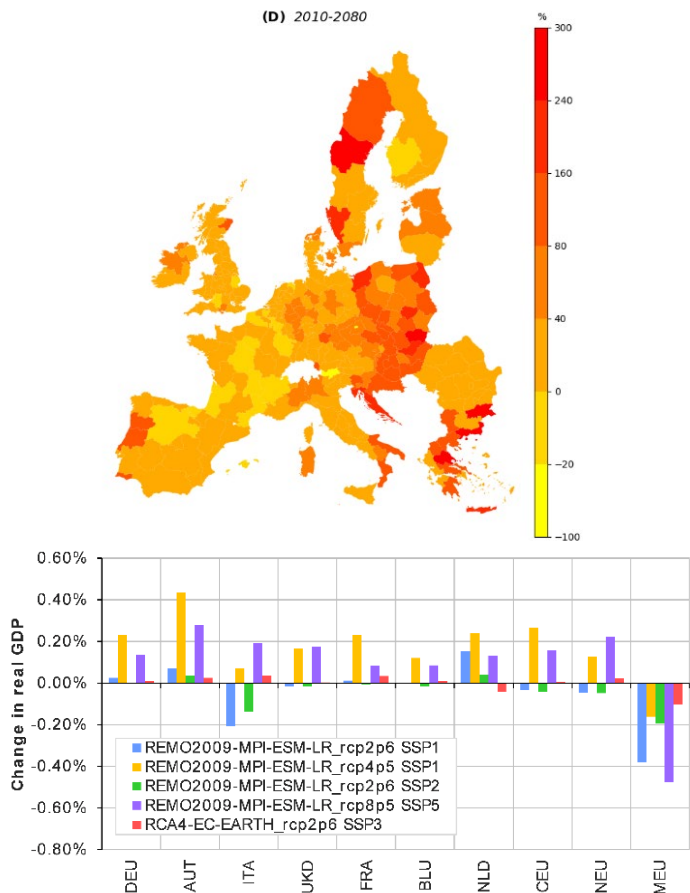 (D) 2010-2080
%
300
240
160
80
40
0
−20
−100
0.60%
0.40%
0.20%
0.00%
-0.20%
-0.40%
-0.60%
-0.80%
Change in real GDP
REMO2009-MPI-ESM-LR_rcp2p6 SSP1
REMO2009-MPI-ESM-LR_rcp4p5 SSP1
REMO2009-MPI-ESM-LR_rcp2p6 SSP2
REMO2009-MPI-ESM-LR_rcp8p5 SSP5
RCA4-EC-EARTH_rcp2p6 SSP3
DEU
AUT
ITA
UKD
FRA
BLU
NLD
CEU
NEU
MEU